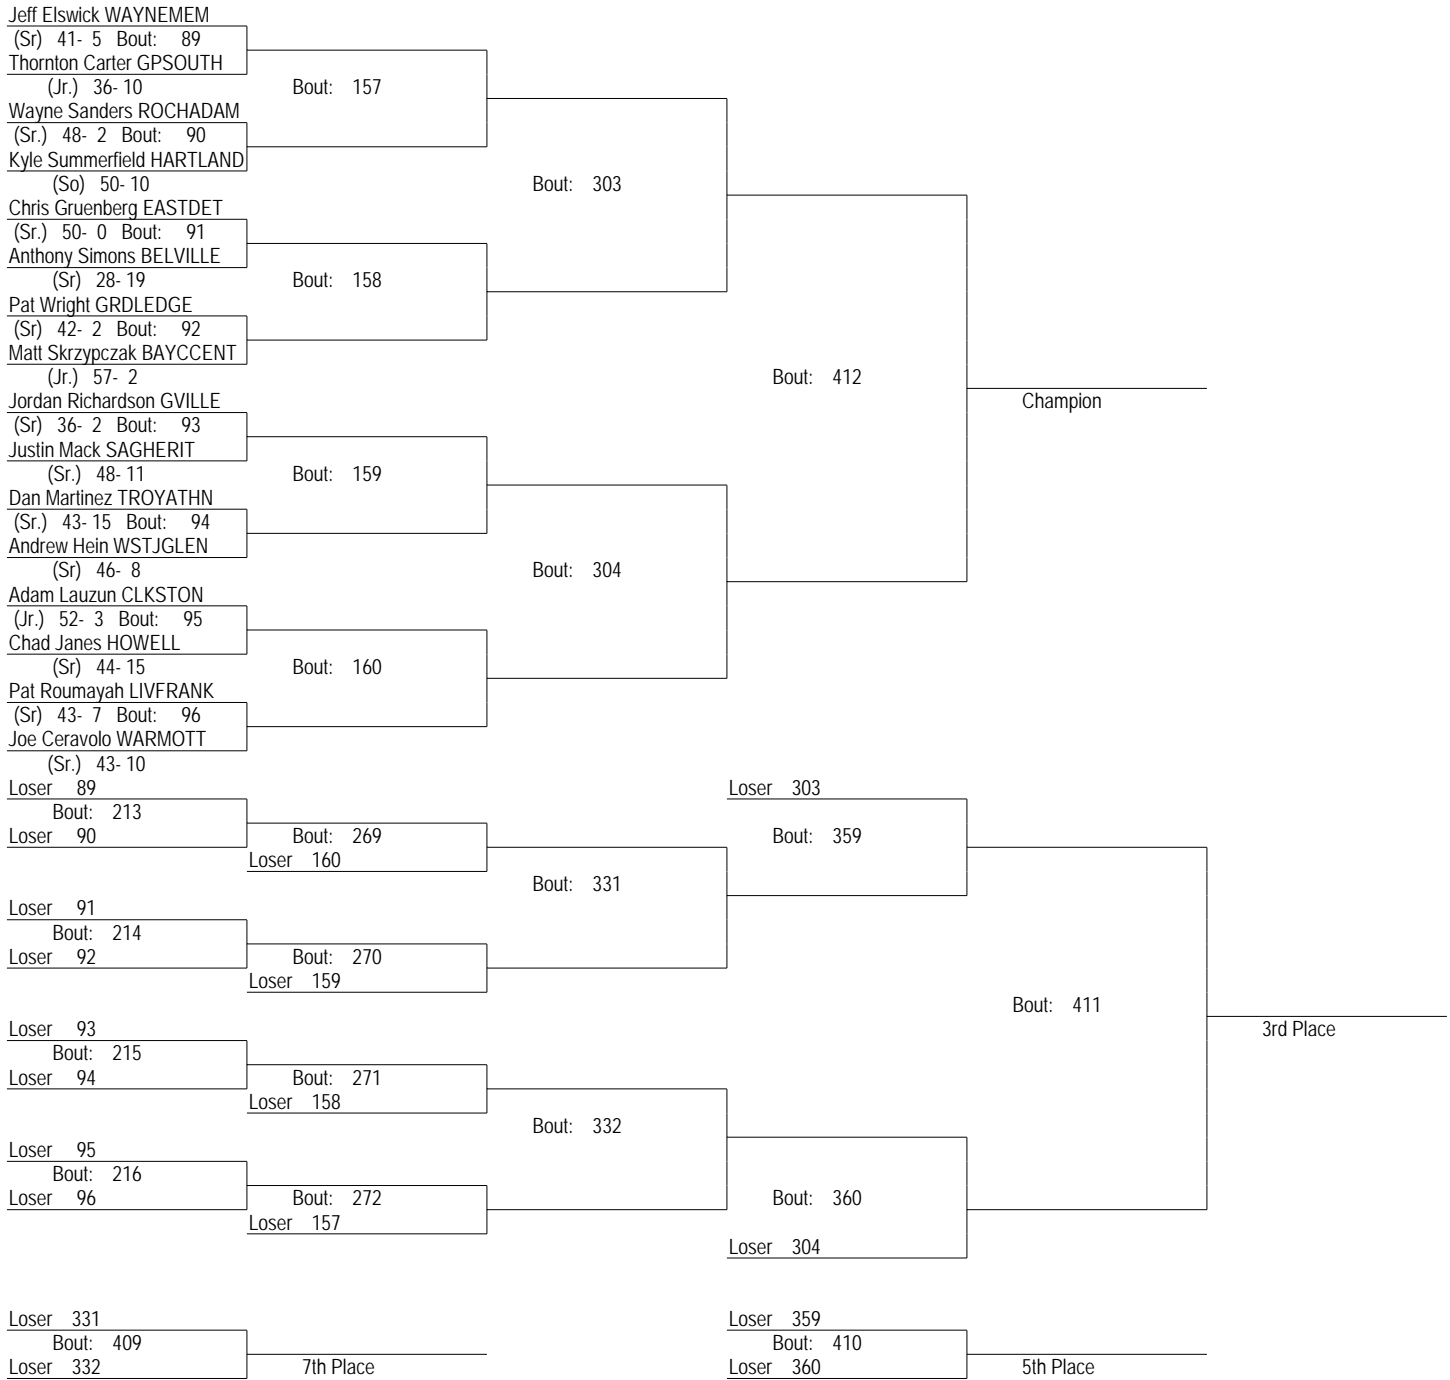 Jeff Elswick WAYNEMEM
(Sr) 41- 5 Bout: 89
Thornton Carter GPSOUTH
(Jr.) 36- 10 Bout: 157
Wayne Sanders ROCHADAM
(Sr.) 48- 2 Bout: 90
Kyle Summerfield HARTLAND
(So) 50- 10 Bout: 303
Chris Gruenberg EASTDET
(Sr.) 50- 0 Bout: 91
Anthony Simons BELVILLE
(Sr) 28- 19 Bout: 158
Pat Wright GRDLEDGE
(Sr) 42- 2 Bout: 92
Matt Skrzypczak BAYCCENT
(Jr.) 57- 2 Bout: 412
Jordan Richardson GVILLE Champion
(Sr) 36- 2 Bout: 93
Justin Mack SAGHERIT
(Sr.) 48- 11 Bout: 159
Dan Martinez TROYATHN
(Sr.) 43- 15 Bout: 94
Andrew Hein WSTJGLEN
(Sr) 46- 8 Bout: 304
Adam Lauzun CLKSTON
(Jr.) 52- 3 Bout: 95
Chad Janes HOWELL
(Sr) 44- 15 Bout: 160
Pat Roumayah LIVFRANK
(Sr) 43- 7 Bout: 96
Joe Ceravolo WARMOTT
(Sr.) 43- 10
Loser 89 Loser 303
Bout: 213
Loser 90 Bout: 269 Bout: 359
Loser 160
Bout: 331
Loser 91
Bout: 214
Loser 92 Bout: 270
Loser 159
Bout: 411
Loser 93 3rd Place
Bout: 215
Loser 94 Bout: 271
Loser 158
Bout: 332
Loser 95
Bout: 216
Loser 96 Bout: 272 Bout: 360
Loser 157
Loser 304
Loser 331 Loser 359
Bout: 409 Bout: 410
Loser 332 7th Place Loser 360 5th Place